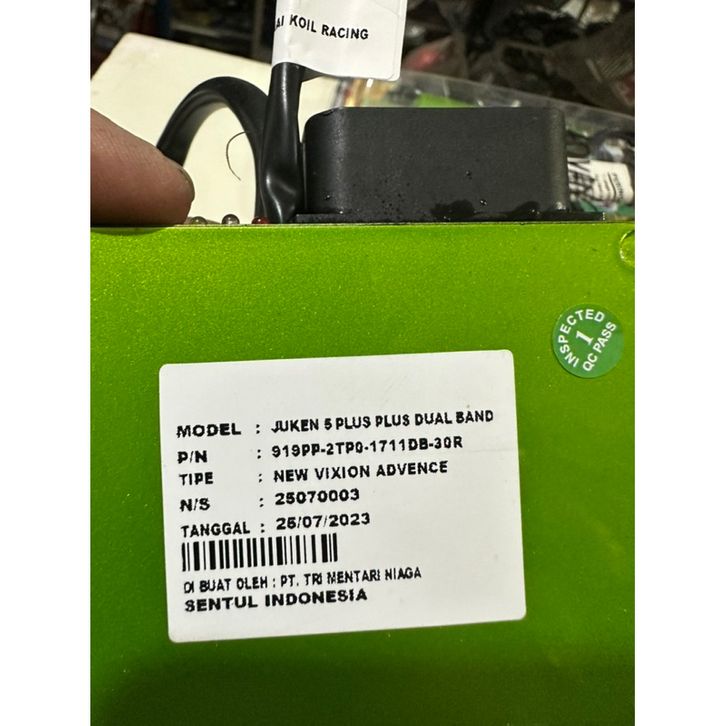 AI KOIL RACING
INSPECTED
1
QC PASS
MODEL : JUKEN 5 PLUS PLUS DUAL BAND
P/N : 919PP-2TP0-1711DB-30R
TIPE : NEW VIXION ADVENCE
N/S : 25070003
TANGGAL : 25/07/2023
DI BUAT OLEH : PT. TRI MENTARI NIAGA
SENTUL INDONESIA